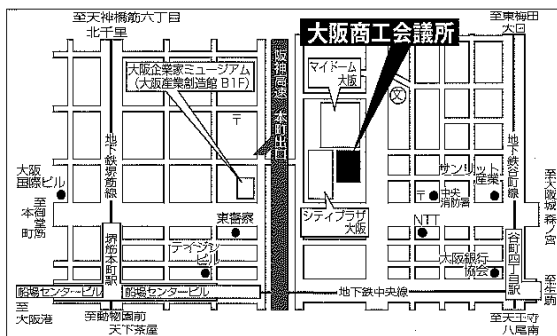 至天神橋筋六丁目
北千里
至東梅田
大阪商工会議所
大阪企業家ミュージアム
(大阪産業創造館 B1F)
阪神高速 本町出口
マイドーム
大阪
〒
地下鉄堺筋線
地下鉄谷町線
大阪
国際ビル
サンリット
産業
〒
中央
消防署
至大阪城 森ノ宮
至本町
御堂筋
東警察
シティプラザ
大阪
NTT
テイジン
ビル
堺筋本町駅
谷町四丁目駅
大阪銀行
協会
船場センタービル
船場センタービル
地下鉄中央線
至生駒
至
大阪港
至動物園前
天下茶屋
至天王寺
八尾南